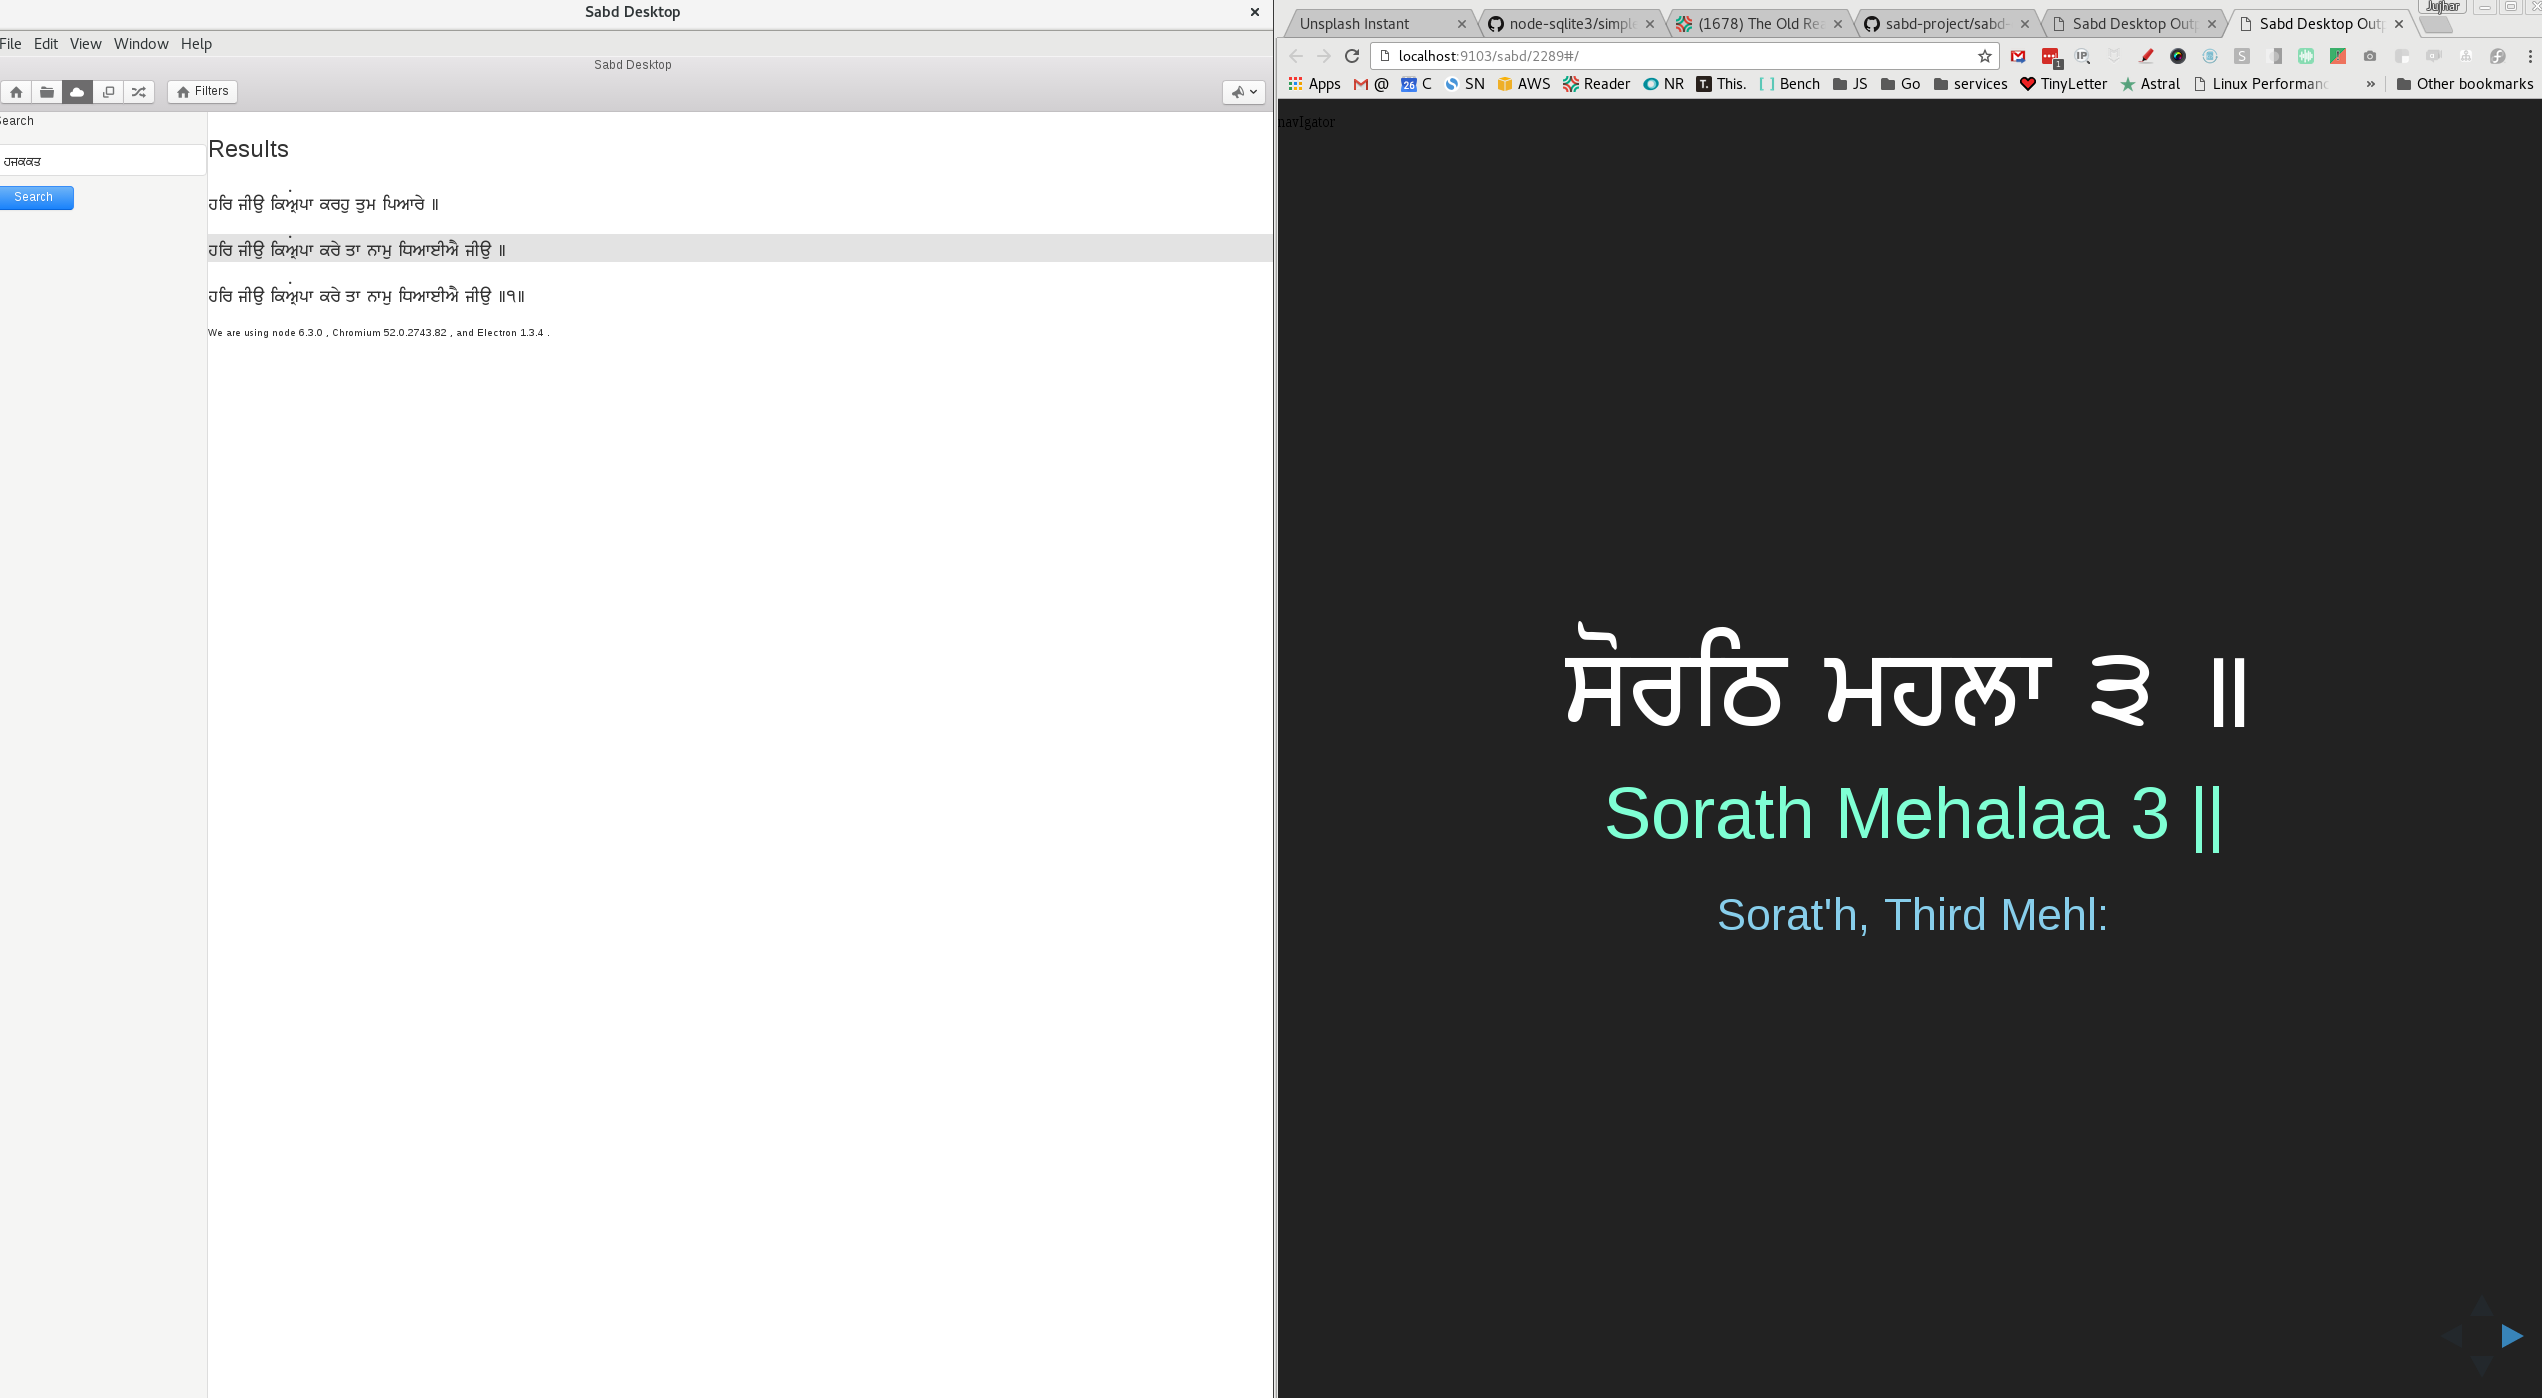 Sabd Desktop
File Edit View Window Help
Sabd Desktop
Filters
Search
ਹਜਕਕਤ
Search
Results
ਹਰਿ ਜੀਉ ਕ੍ਰਿਪਾ ਕਰਹੁ ਤੁਮ ਪਿਆਰੇ ॥
ਹਰਿ ਜੀਉ ਕ੍ਰਿਪਾ ਕਰੇ ਤਾ ਨਾਮੁ ਧਿਆਈਐ ਜੀਉ ॥
ਹਰਿ ਜੀਉ ਕ੍ਰਿਪਾ ਕਰੇ ਤਾ ਨਾਮੁ ਧਿਆਈਐ ਜੀਉ ॥੧॥
We are using node 6.3.0 , Chromium 52.0.2743.82 , and Electron 1.3.4 .
Jujhar
Unsplash Instant node-sqlite3/simple (1678) The Old Rea sabd-project/sabd- Sabd Desktop Outp Sabd Desktop Outp
localhost:9103/sabd/2289#/
Apps @ 26 C SN AWS Reader NR This. Bench JS Go services TinyLetter Astral Linux Performanc » Other bookmarks
navIgator
ਸੋਰਠਿ ਮਹਲਾ ੩ ॥
Sorath Mehalaa 3 ||
Sorat'h, Third Mehl: